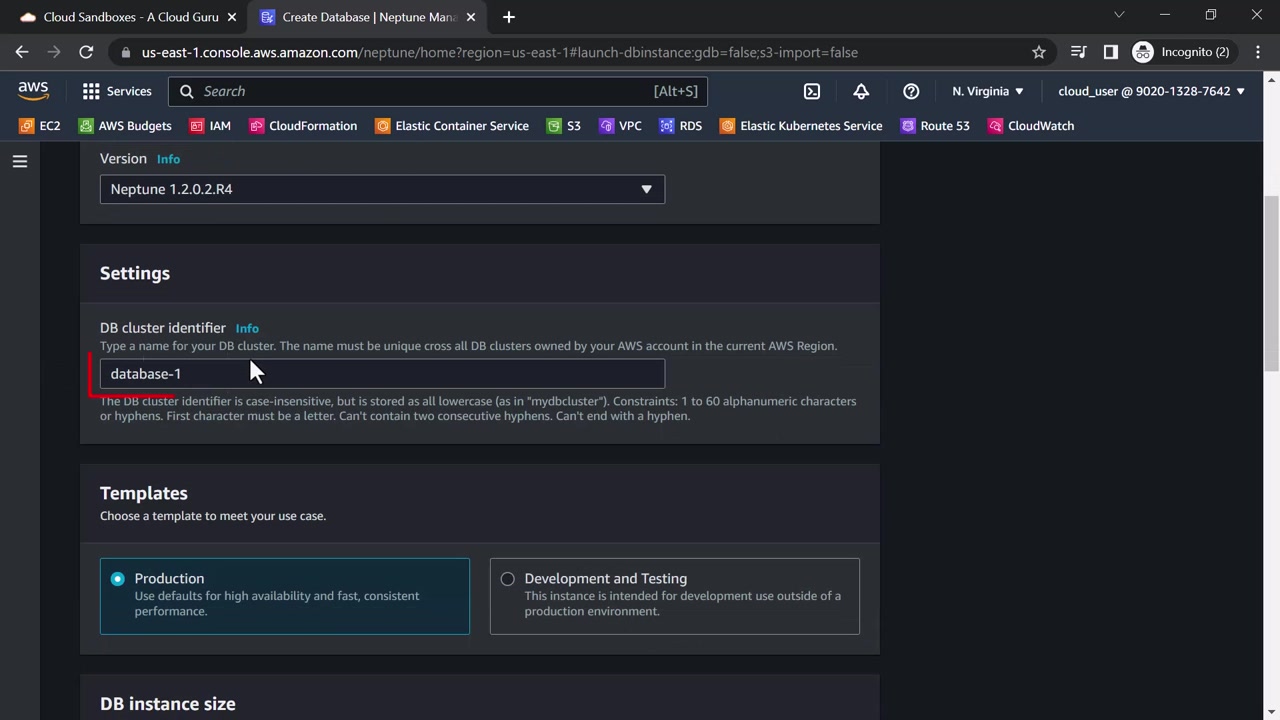 Cloud Sandboxes - A Cloud Guru
Create Database | Neptune Mana
us-east-1.console.aws.amazon.com/neptune/home?region=us-east-1#launch-dbinstance:gdb=false;s3-import=false
Incognito (2)
aws
Services
Search
[Alt+S]
N. Virginia
cloud_user @ 9020-1328-7642
EC2
AWS Budgets
IAM
CloudFormation
Elastic Container Service
S3
VPC
RDS
Elastic Kubernetes Service
Route 53
CloudWatch
Version Info
Neptune 1.2.0.2.R4
Settings
DB cluster identifier Info
Type a name for your DB cluster. The name must be unique cross all DB clusters owned by your AWS account in the current AWS Region.
database-1
The DB cluster identifier is case-insensitive, but is stored as all lowercase (as in "mydbcluster"). Constraints: 1 to 60 alphanumeric characters
or hyphens. First character must be a letter. Can't contain two consecutive hyphens. Can't end with a hyphen.
Templates
Choose a template to meet your use case.
Production
Use defaults for high availability and fast, consistent
performance.
Development and Testing
This instance is intended for development use outside of a
production environment.
DB instance size